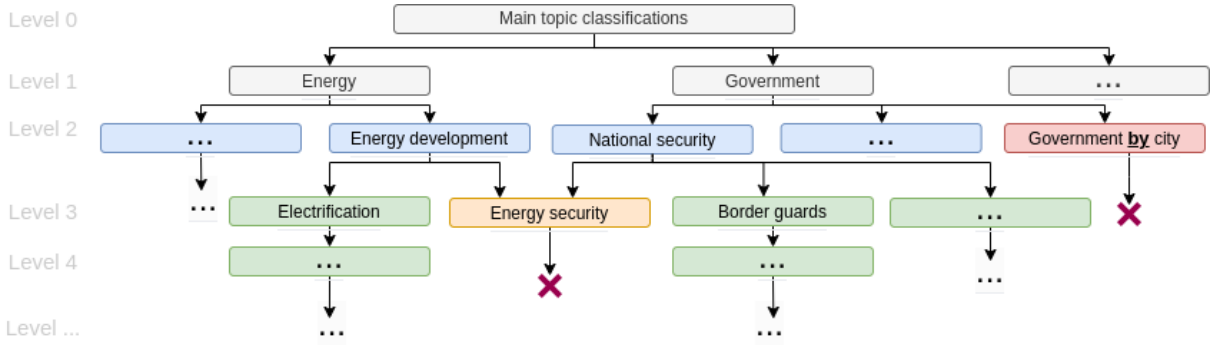 Level 0
Main topic classifications
Level 1
Energy
Government
...
Level 2
...
Energy development
National security
...
Government by city
...
Level 3
Electrification
Energy security
Border guards
...
Level 4
...
...
...
Level ...
...
...